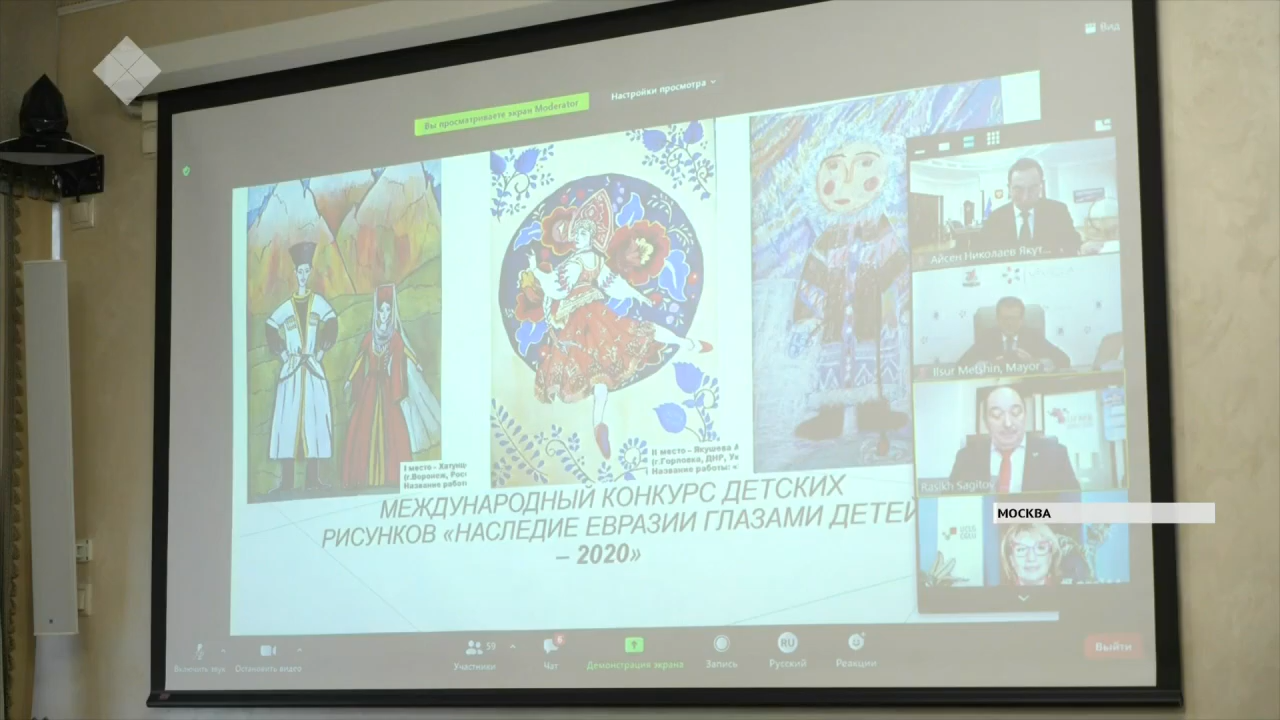 Вид
Настройки просмотра
Вы просматриваете экран Moderator
Айсен Николаев Якут...
Ilsur Metshin, Mayor
Rasikh Sagitov
I место - Хатунц
(г.Воронеж, Рос
Название работ
II место - Якушева А
(г.Горловка, ДНР, Ук
Название работы: «
МЕЖДУНАРОДНЫЙ КОНКУРС ДЕТСКИХ
РИСУНКОВ «НАСЛЕДИЕ ЕВРАЗИИ ГЛАЗАМИ ДЕТЕЙ
– 2020»
МОСКВА
Включить звук
Остановить видео
Участники
59
Чат
Демонстрация экрана
Запись
RU
Русский
Реакции
Выйти